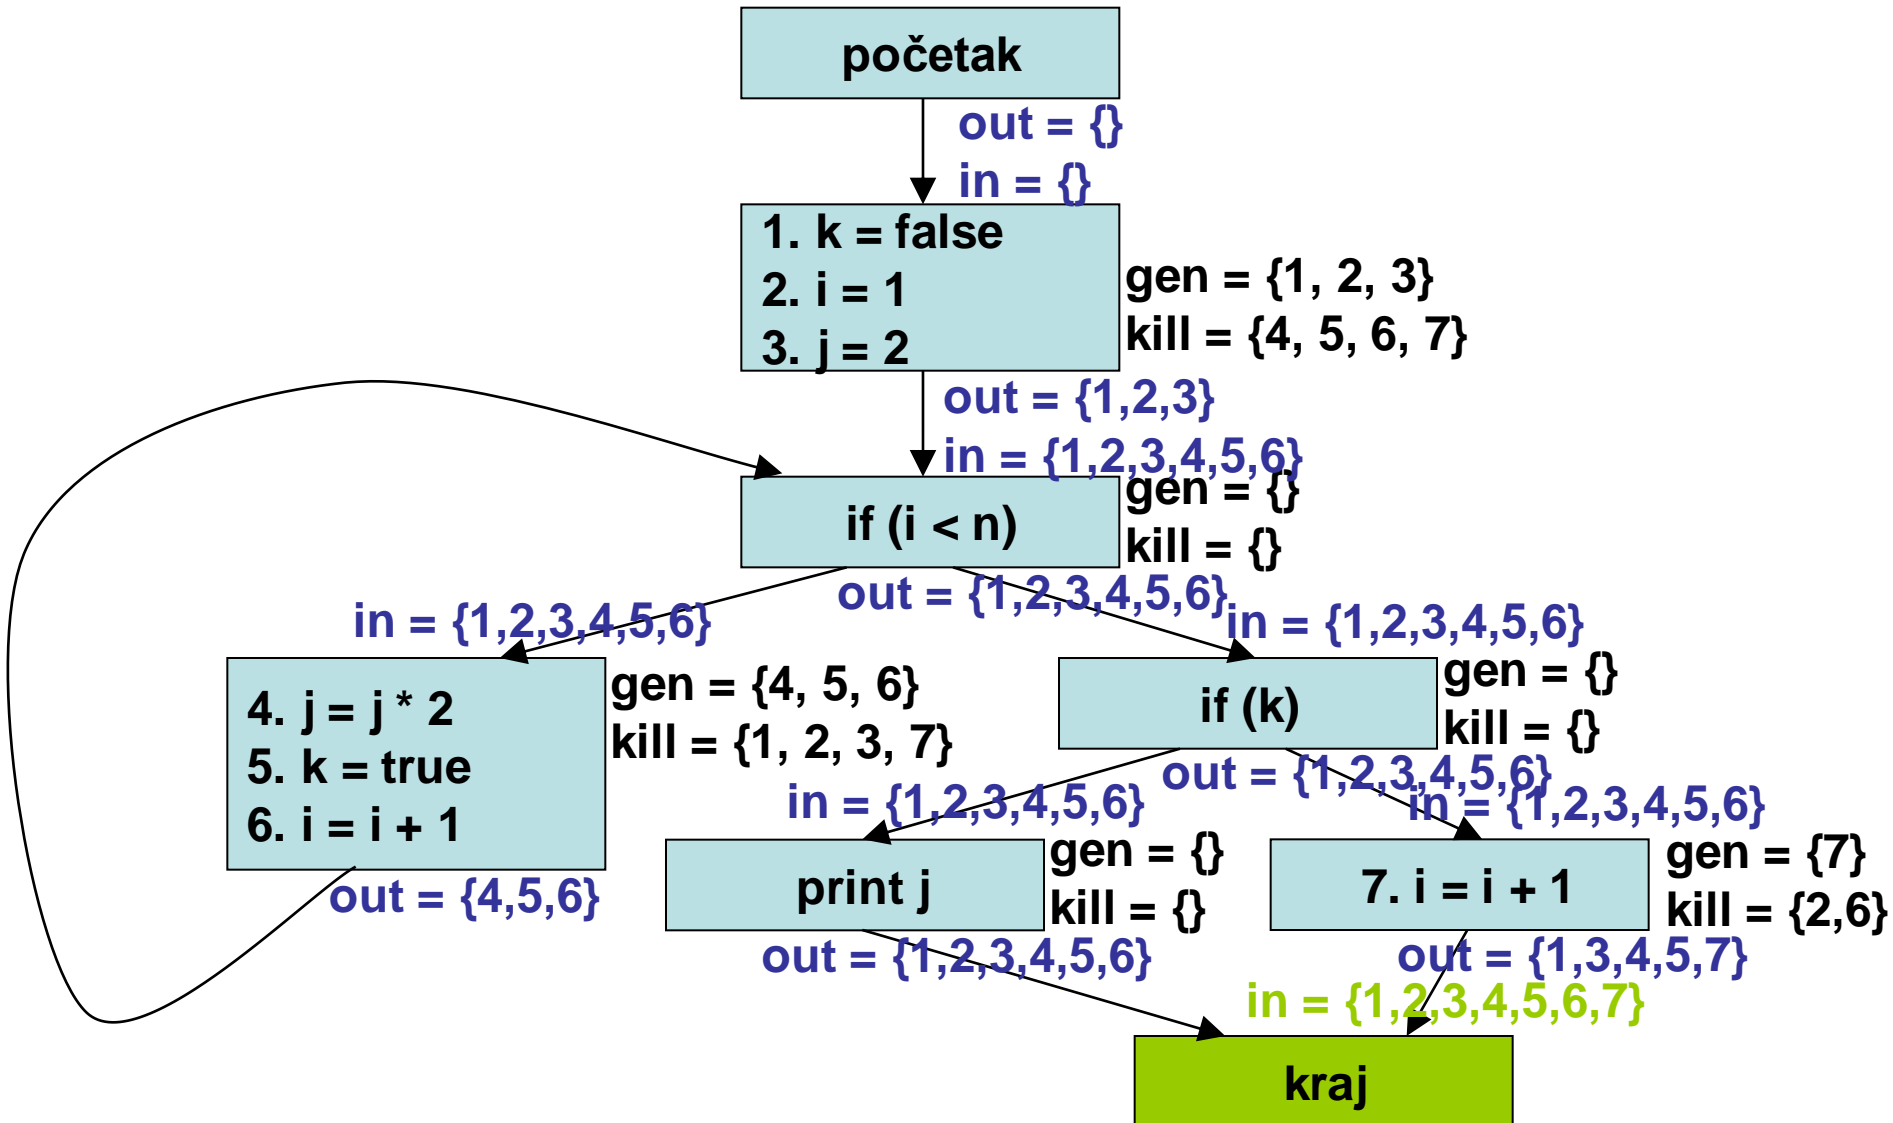 početak
out = {}
in = {}
1. k = false
2. i = 1
3. j = 2
gen = {1, 2, 3}
kill = {4, 5, 6, 7}
out = {1,2,3}
in = {1,2,3,4,5,6}
if (i < n)
gen = {}
kill = {}
out = {1,2,3,4,5,6}
in = {1,2,3,4,5,6}
in = {1,2,3,4,5,6}
4. j = j * 2
5. k = true
6. i = i + 1
gen = {4, 5, 6}
kill = {1, 2, 3, 7}
out = {4,5,6}
if (k)
gen = {}
kill = {}
out = {1,2,3,4,5,6}
in = {1,2,3,4,5,6}
in = {1,2,3,4,5,6}
print j
gen = {}
kill = {}
out = {1,2,3,4,5,6}
7. i = i + 1
gen = {7}
kill = {2,6}
out = {1,3,4,5,7}
in = {1,2,3,4,5,6,7}
kraj